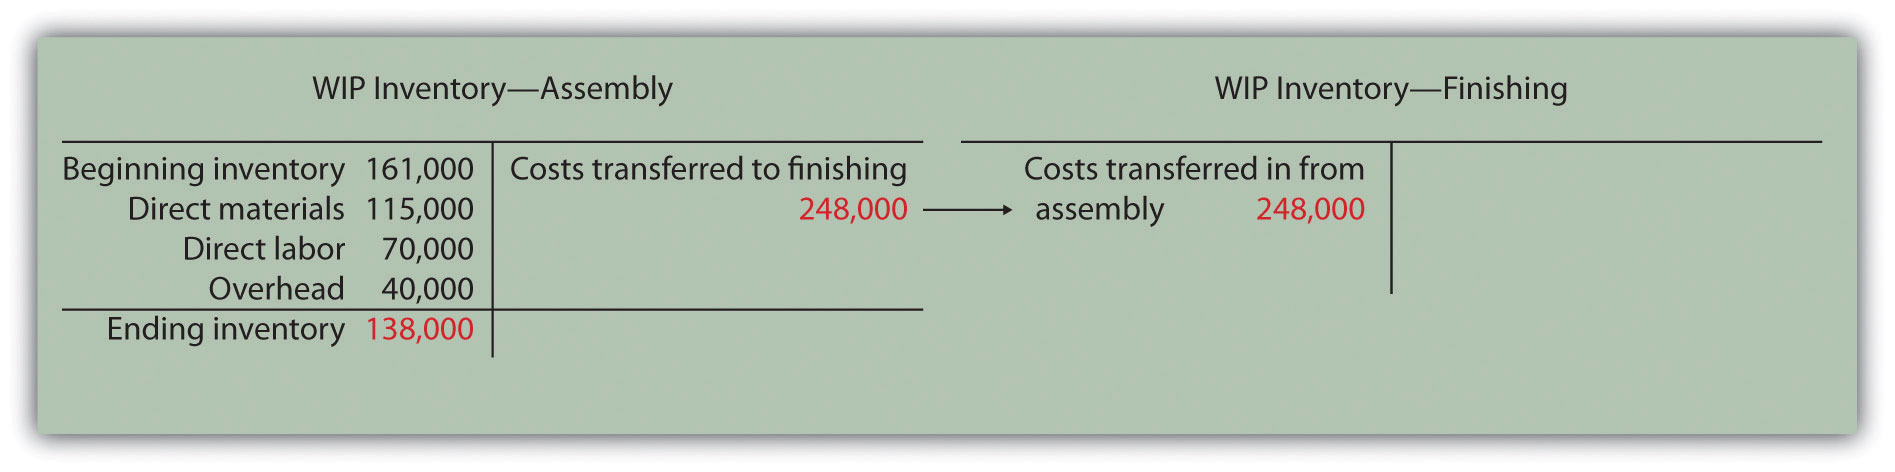 WIP Inventory—Assembly
Beginning inventory 161,000
Direct materials 115,000
Direct labor 70,000
Overhead 40,000
Ending inventory 138,000
Costs transferred to finishing
248,000
WIP Inventory—Finishing
Costs transferred in from
assembly 248,000